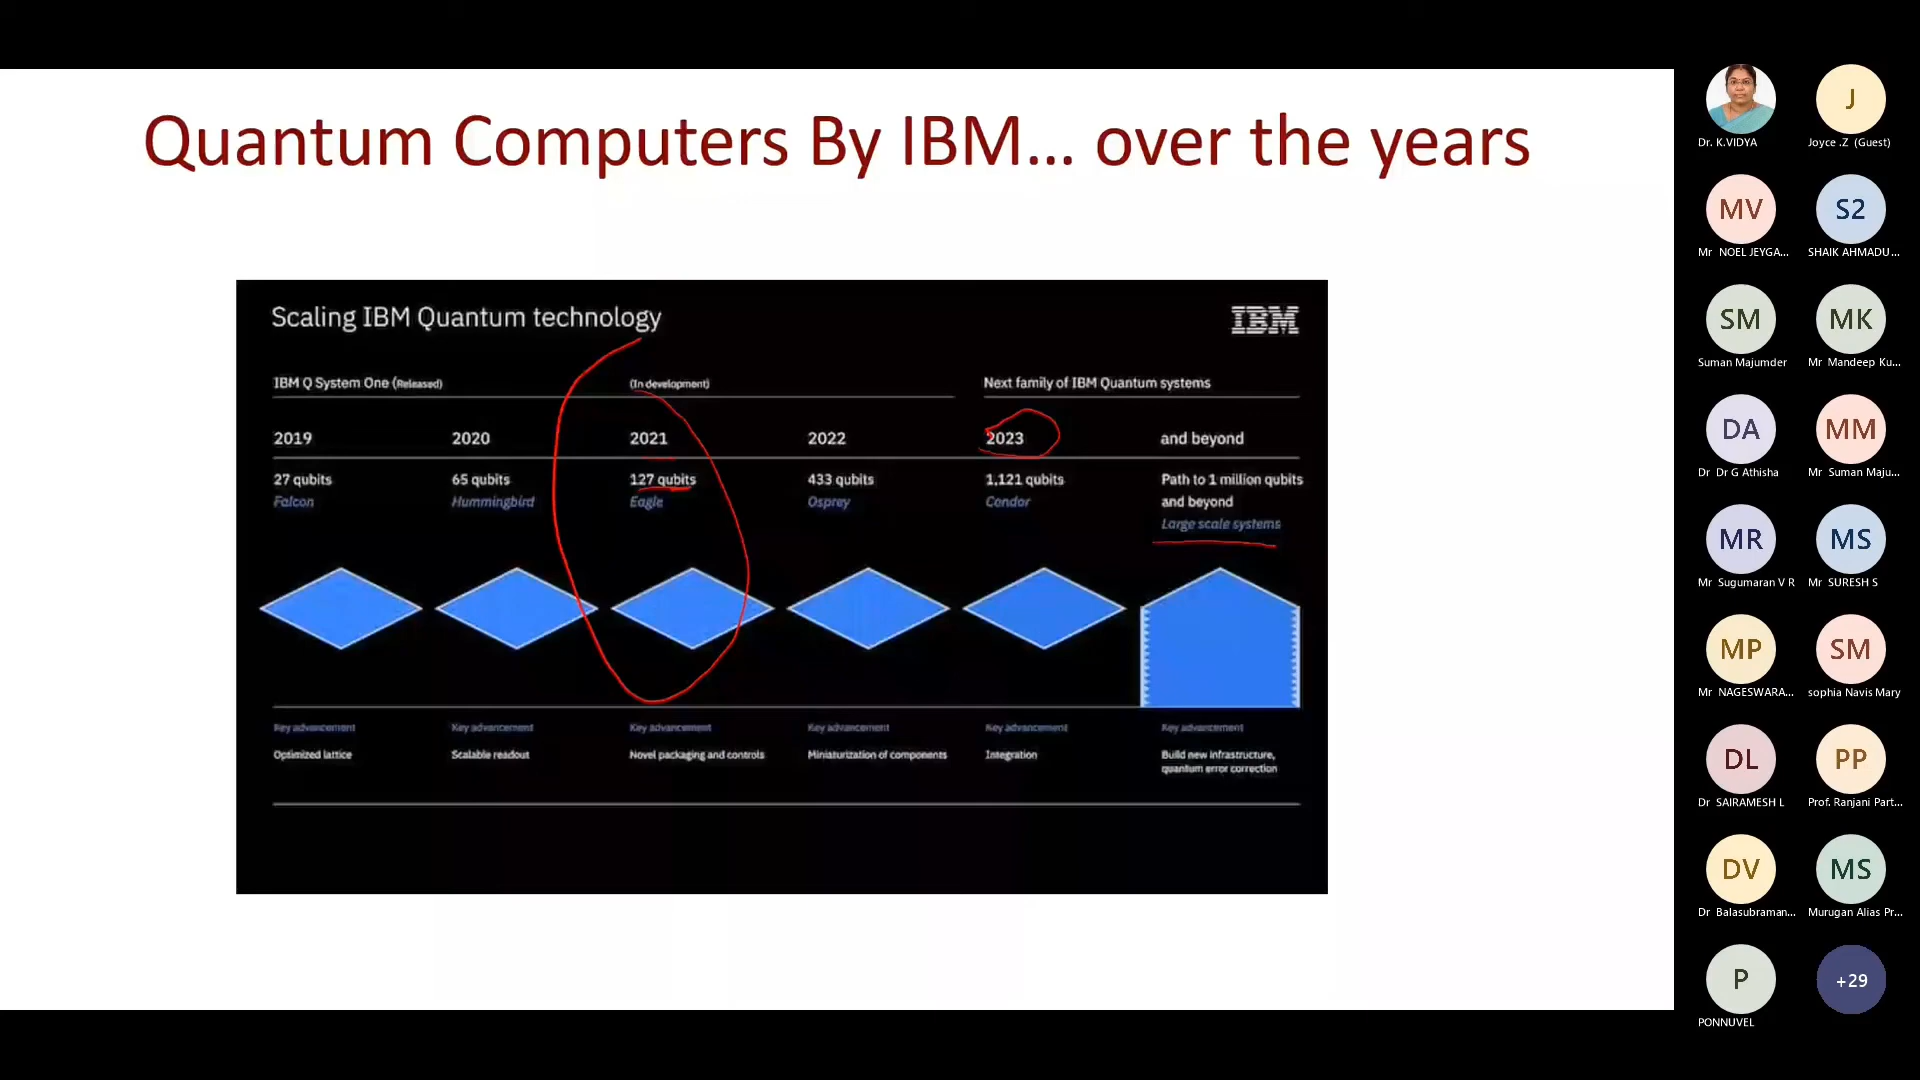 Quantum Computers By IBM... over the years
Scaling IBM Quantum technology
IBM
IBM Q System One (Released)
(In development)
Next family of IBM Quantum systems
2019
2020
2021
2022
2023
and beyond
27 qubits
65 qubits
127 qubits
433 qubits
1,121 qubits
Path to 1 million qubits
and beyond
Falcon
Hummingbird
Eagle
Osprey
Condor
Large scale systems
Key advancement
Key advancement
Key advancement
Key advancement
Key advancement
Key advancement
Optimized lattice
Scalable readout
Novel packaging and controls
Miniaturization of components
Integration
Build new infrastructure,
quantum error correction
Dr. K.VIDYA
J
Joyce .Z (Guest)
MV
Mr NOEL JEYGA...
S2
SHAIK AHMADU...
SM
Suman Majumder
MK
Mr Mandeep Ku...
DA
Dr Dr G Athisha
MM
Mr Suman Maju...
MR
Mr Sugumaran V R
MS
Mr SURESH S
MP
Mr NAGESWARA...
SM
sophia Navis Mary
DL
Dr SAIRAMESH L
PP
Prof. Ranjani Part...
DV
Dr Balasubraman...
MS
Murugan Alias Pr...
P
PONNUVEL
+29